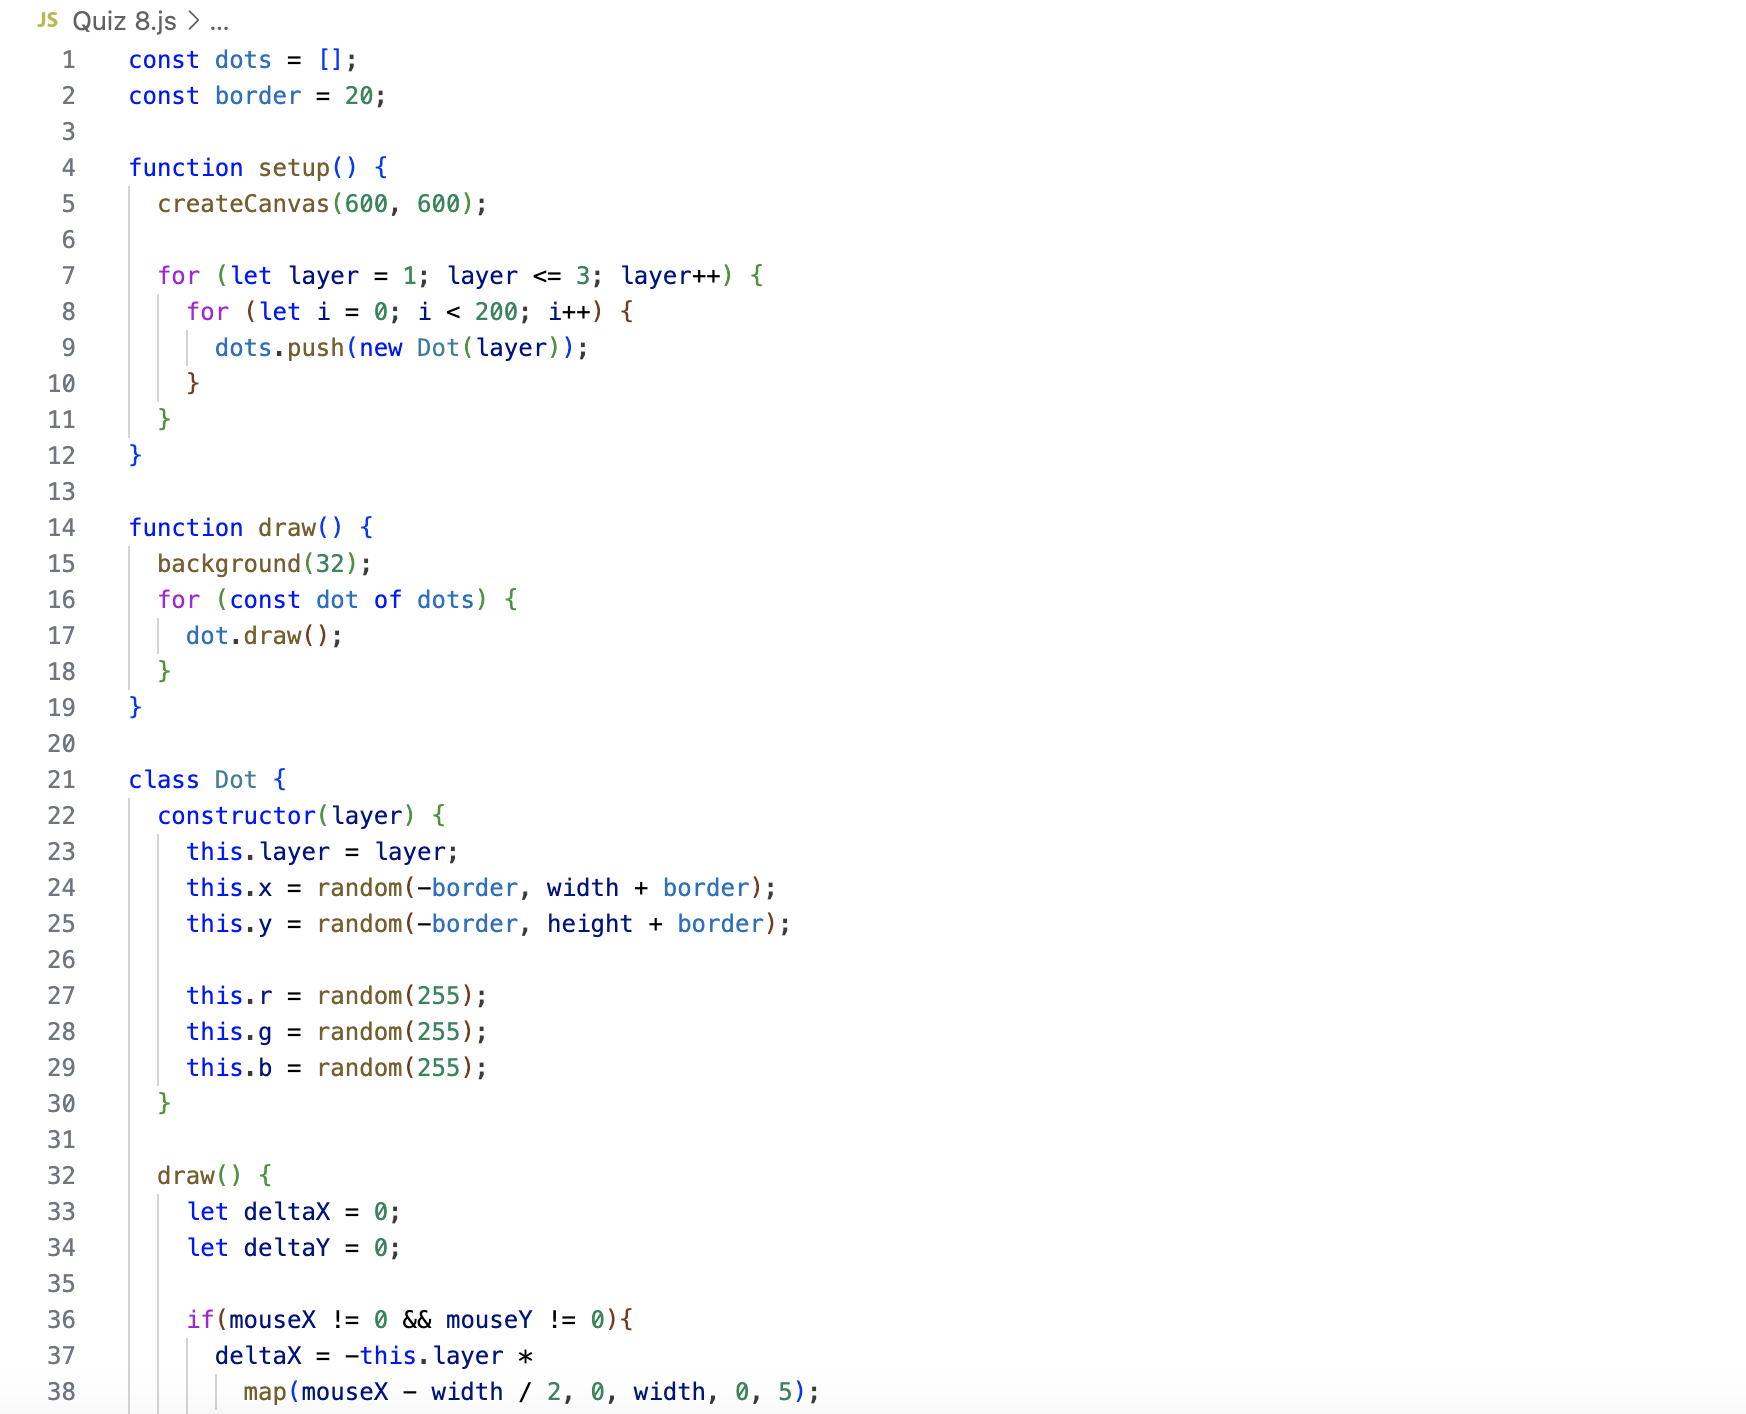 JS Quiz 8.js > ...
1 const dots = [];
2 const border = 20;
3
4 function setup() {
5   createCanvas(600, 600);
6
7   for (let layer = 1; layer <= 3; layer++) {
8     for (let i = 0; i < 200; i++) {
9       dots.push(new Dot(layer));
10     }
11   }
12 }
13
14 function draw() {
15   background(32);
16   for (const dot of dots) {
17     dot.draw();
18   }
19 }
20
21 class Dot {
22   constructor(layer) {
23     this.layer = layer;
24     this.x = random(-border, width + border);
25     this.y = random(-border, height + border);
26
27     this.r = random(255);
28     this.g = random(255);
29     this.b = random(255);
30   }
31
32   draw() {
33     let deltaX = 0;
34     let deltaY = 0;
35
36     if(mouseX != 0 && mouseY != 0){
37       deltaX = -this.layer *
38         map(mouseX - width / 2, 0, width, 0, 5);